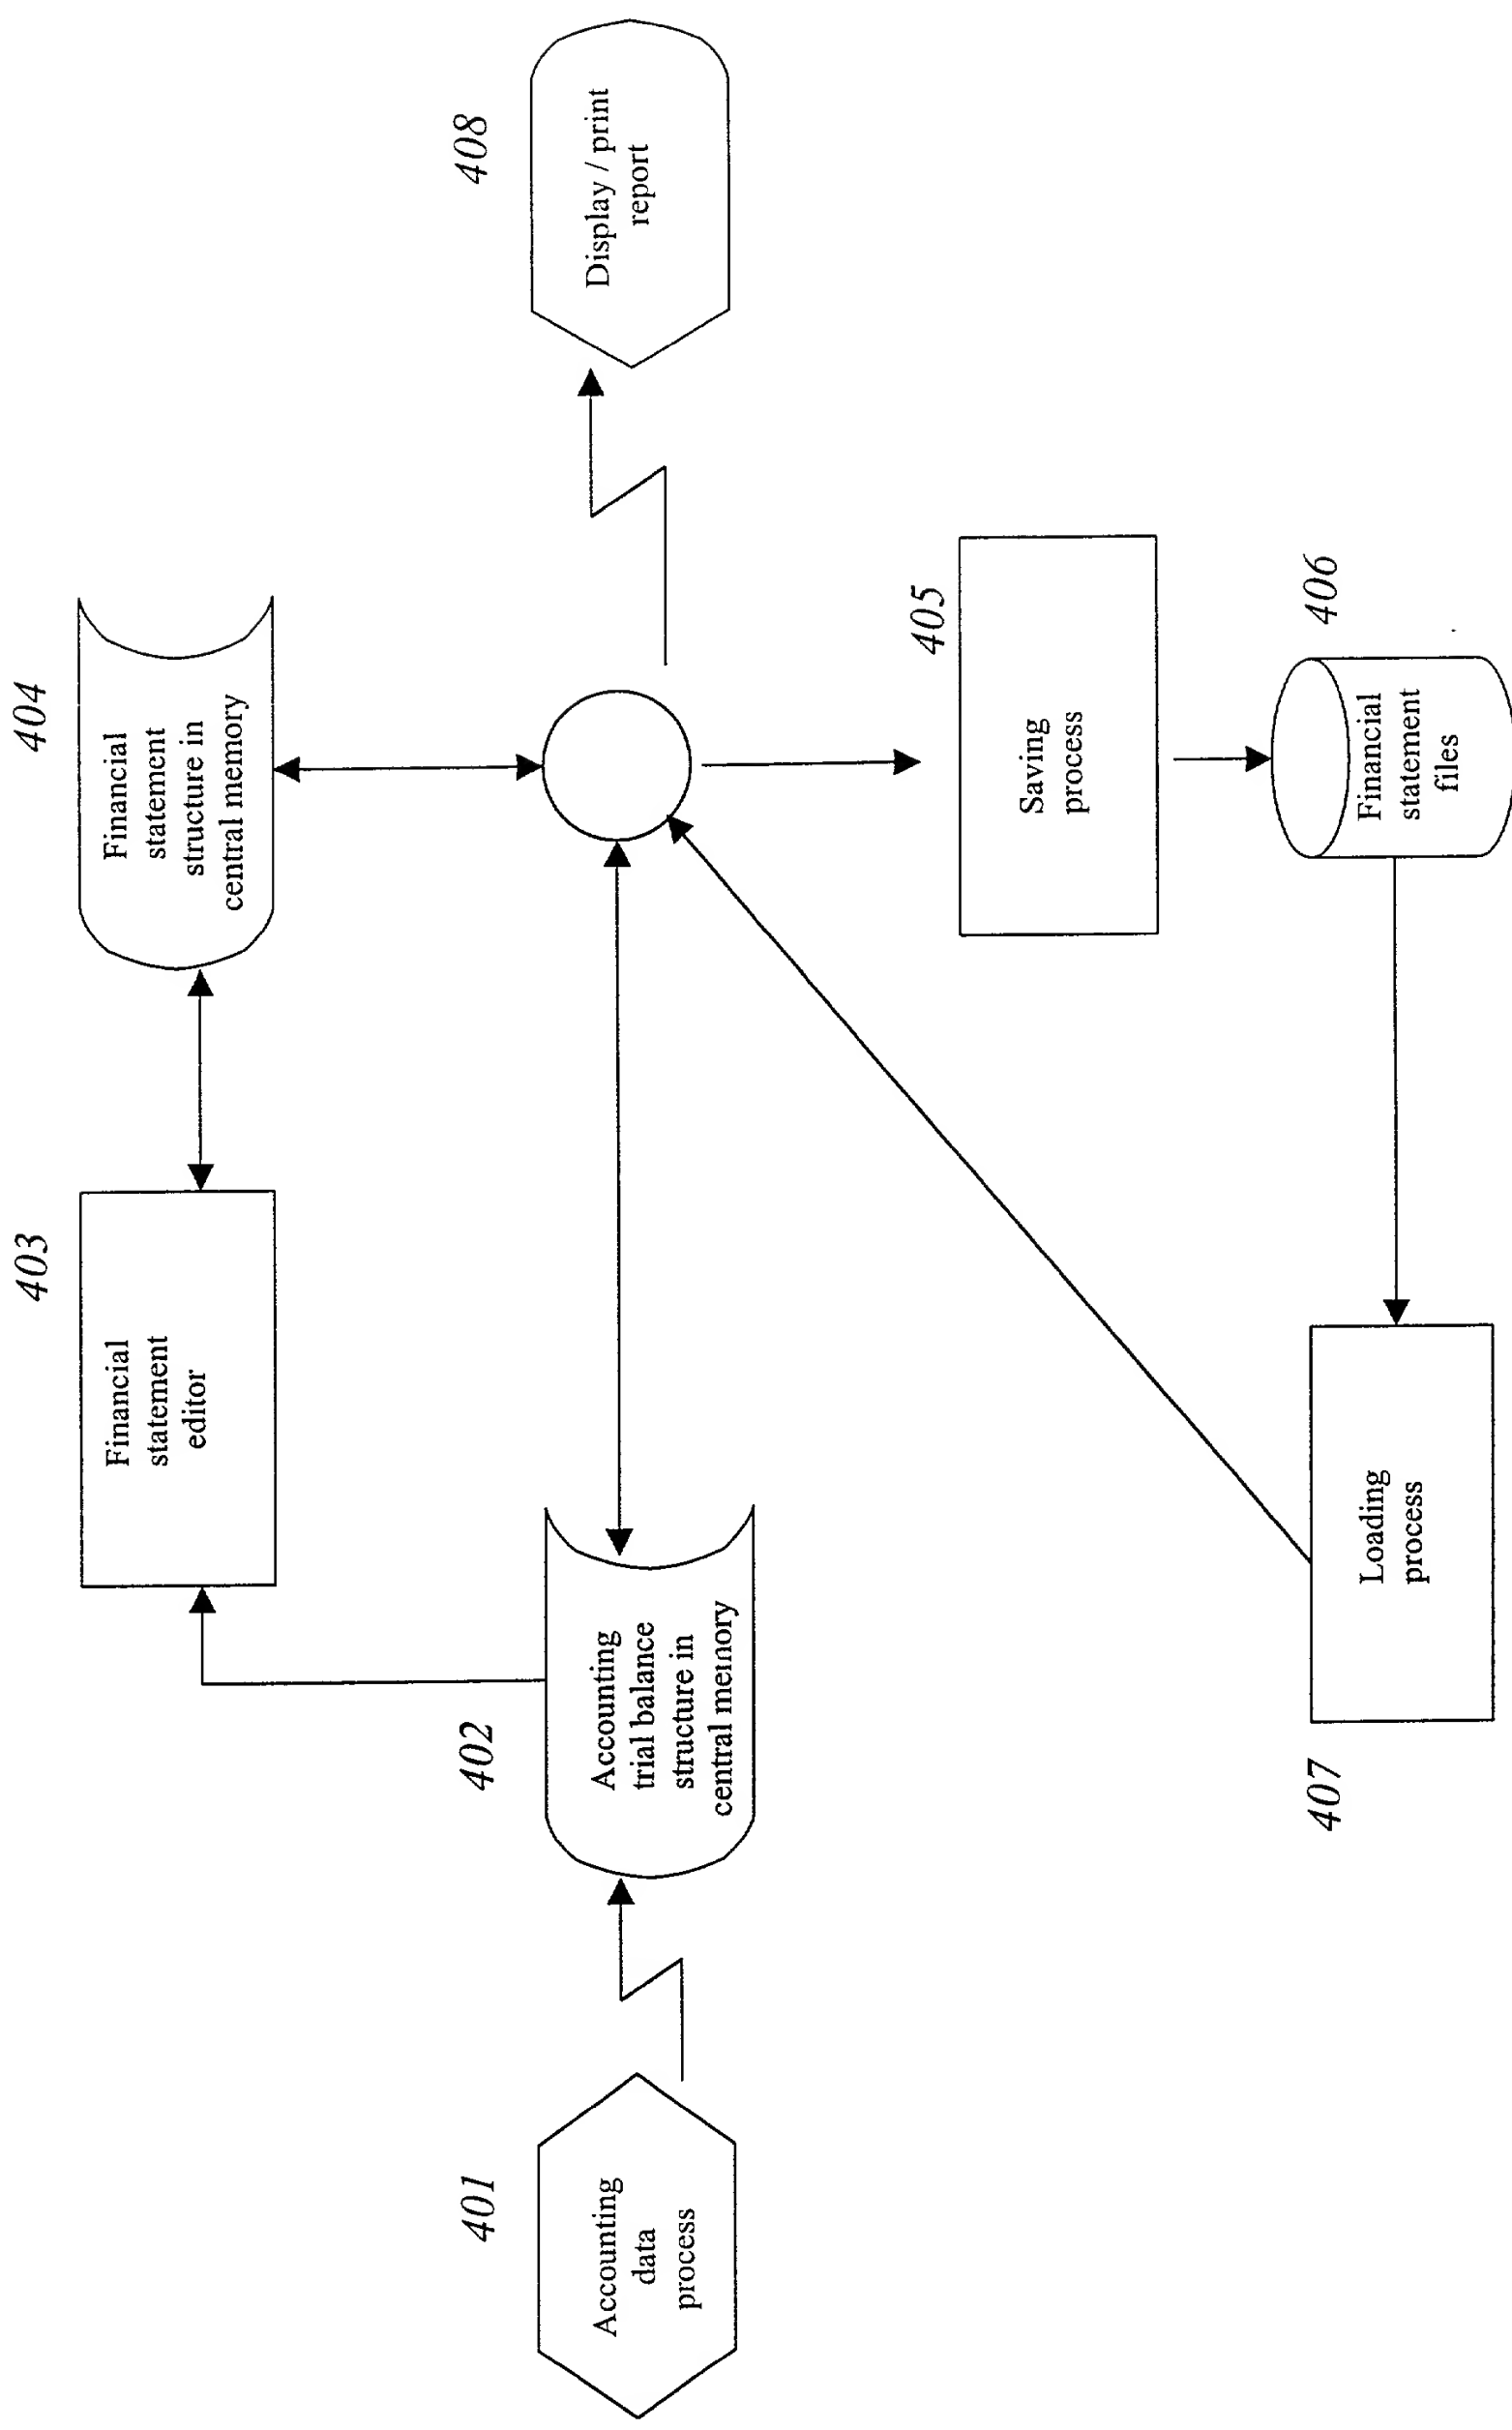 403
Financial
statement
editor
404
Financial
statement
structure in
central memory
401
Accounting
data
process
402
Accounting
trial balance
structure in
central memory
408
Display / print
report
405
Saving
process
407
Loading
process
406
Financial
statement
files